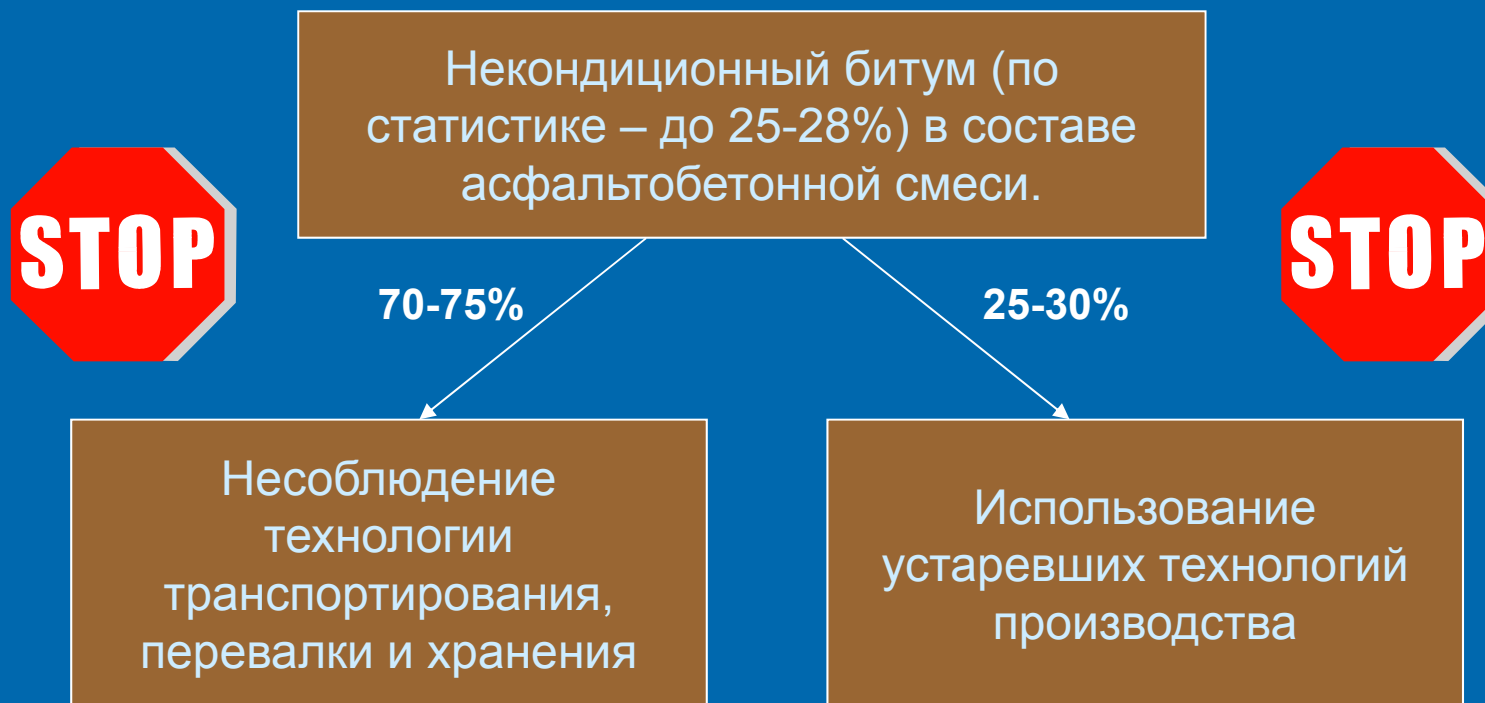 Некондиционный битум (по
статистике – до 25-28%) в составе
асфальтобетонной смеси.
STOP
STOP
70-75%
25-30%
Несоблюдение
технологии
транспортирования,
перевалки и хранения
Использование
устаревших технологий
производства